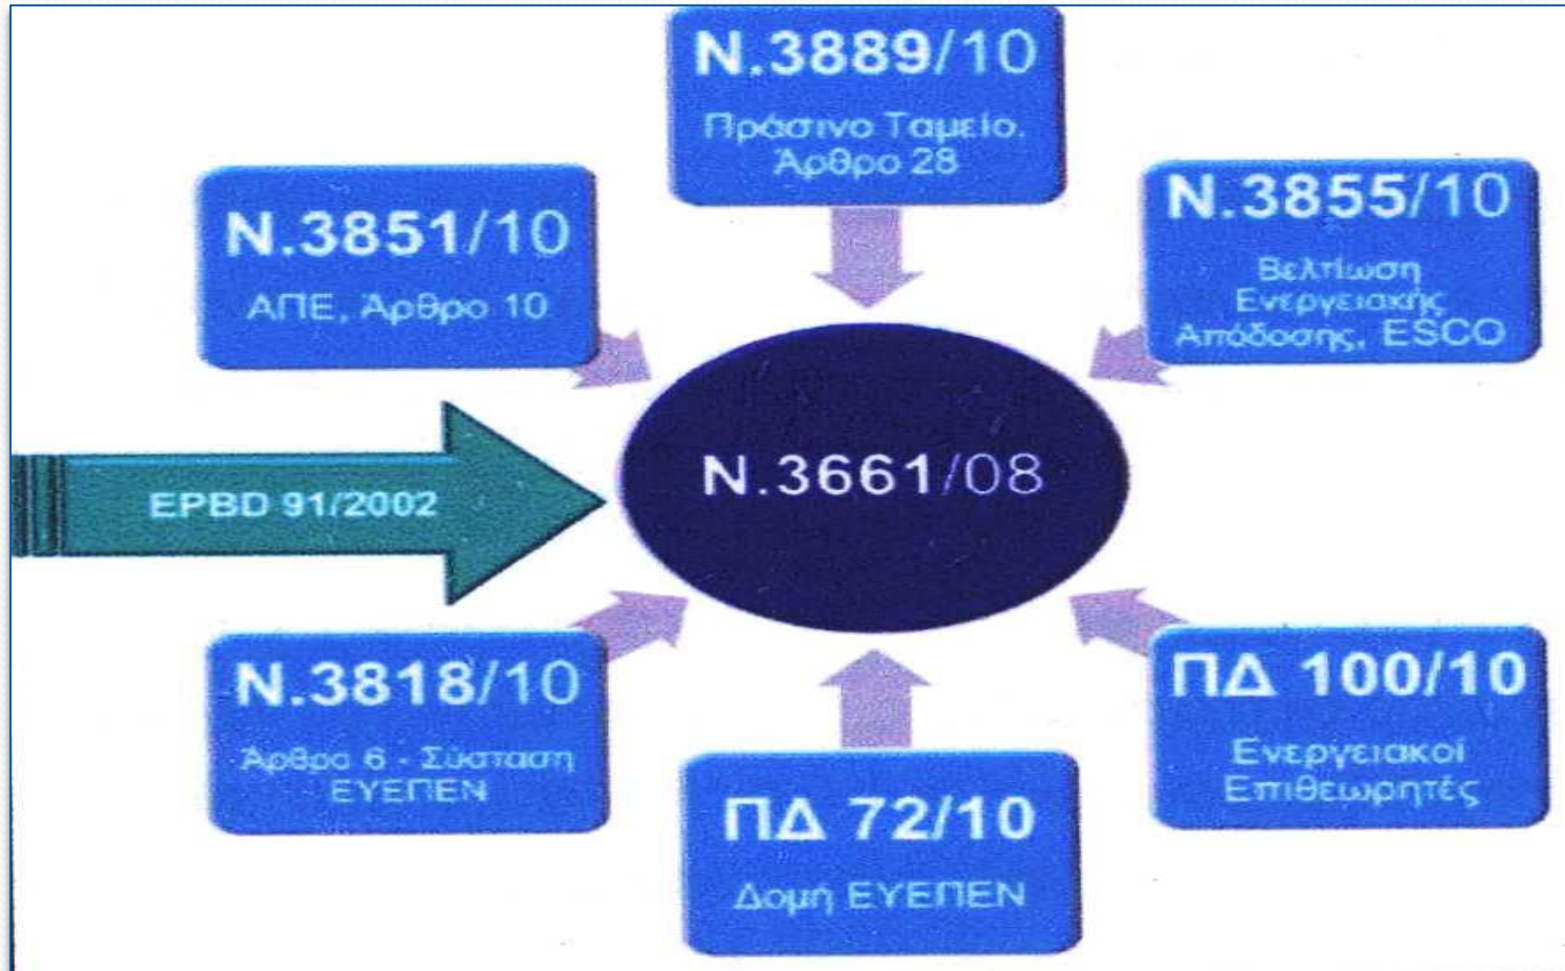 Ν.3889/10
Πράσινο Ταμείο,
Άρθρο 28
Ν.3851/10
ΑΠΕ, Άρθρο 10
Ν.3855/10
Βελτίωση
Ενεργειακής
Απόδοσης, ESCO
EPBD 91/2002
Ν.3661/08
Ν.3818/10
Άρθρο 6 - Σύσταση
ΕΥΕΠΕΝ
ΠΔ 72/10
Δομή ΕΥΕΠΕΝ
ΠΔ 100/10
Ενεργειακοί
Επιθεωρητές